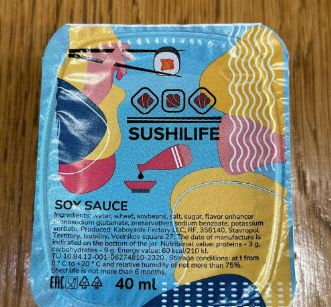 SUSHILIFE
SOY SAUCE
Ingredients: water, wheat, soybeans, salt, sugar, flavor enhancer
monosodium glutamate, preservatives sodium benzoate, potassium
sorbate. Produced: Kaboyashi Factory LLC, RF, 356140, Stavropol
Territory, Izobilny, Vodnikov square 27. The date of manufacture is
indicated on the bottom of the jar. Nutritional value: proteins - 3 g,
carbohydrates - 9 g. Energy value: 60 kcal/210 kJ.
TU 10.84.12-001-06274810-2020. Storage conditions: at t from
0 °C to +20 °C and relative humidity of not more than 75%.
Shelf life is not more than 6 months.
EAC 40 ml